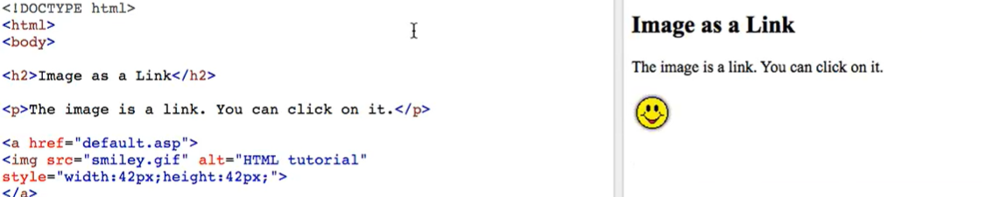 <!DOCTYPE html>
<html>
<body>
<h2>Image as a Link</h2>
<p>The image is a link. You can click on it.</p>
<a href="default.asp">
<img src="smiley.gif" alt="HTML tutorial"
style="width:42px;height:42px;">
</a>
Image as a Link
The image is a link. You can click on it.